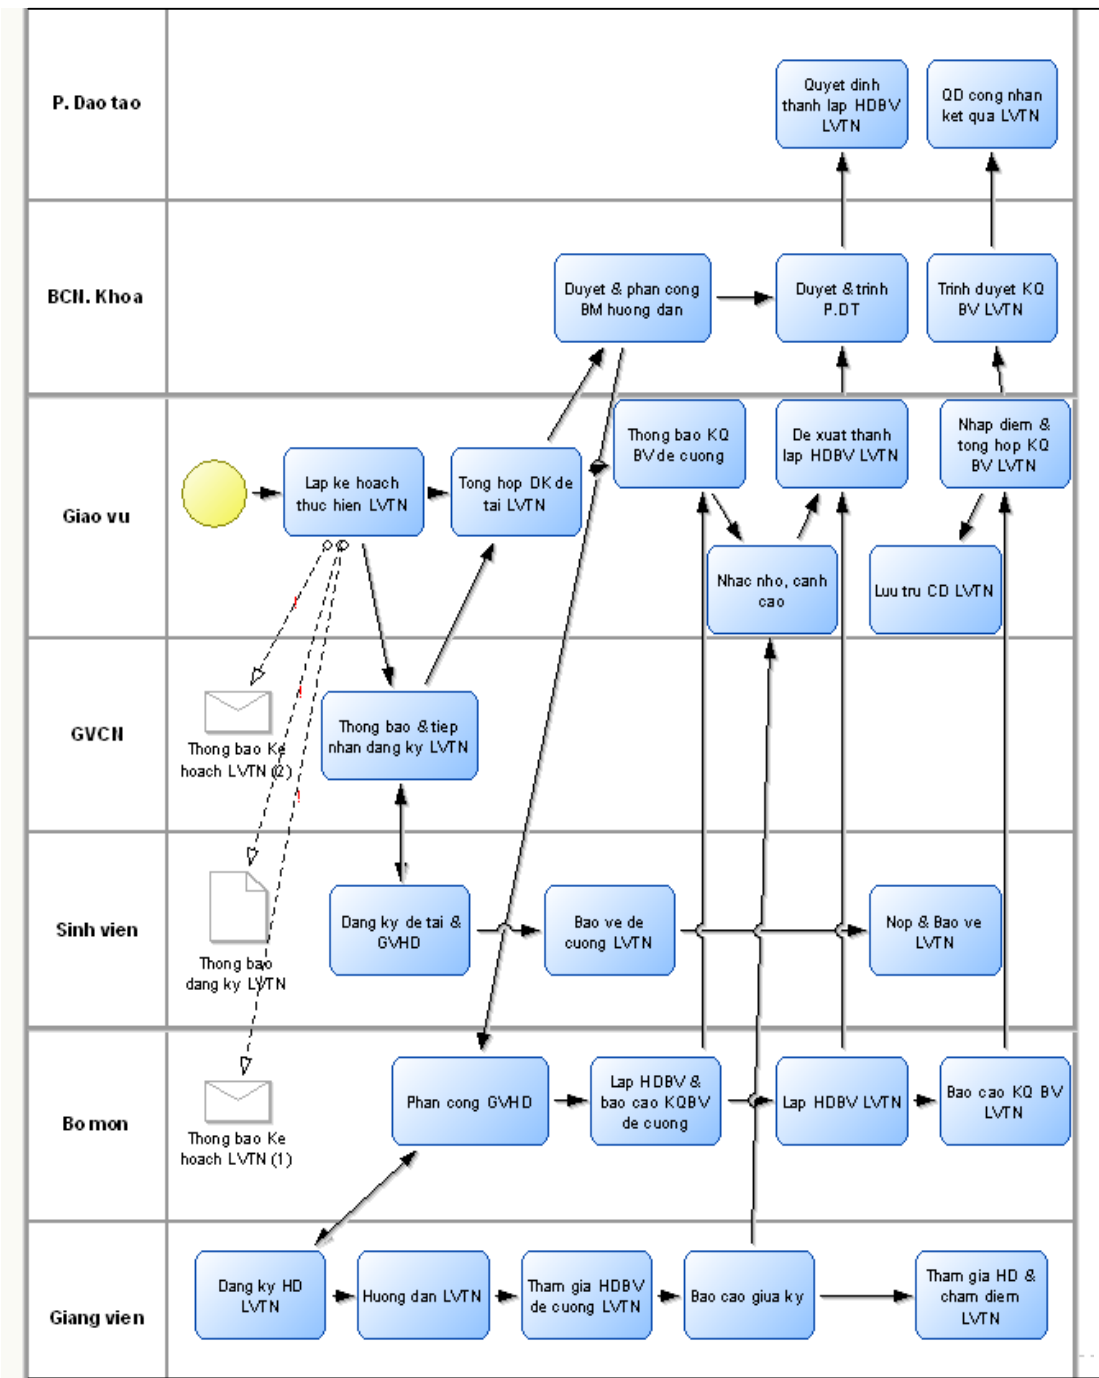 P. Dao tao
Quyet dinh
thanh lap HDBV
LVTN
QD cong nhan
ket qua LVTN
BCN. Khoa
Duyet & phan cong
BM huong dan
Duyet & trinh
P.DT
Trinh duyet KQ
BV LVTN
Giao vu
Lap ke hoach
thuc hien LVTN
Tong hop DK de
tai LVTN
Thong bao KQ
BV de cuong
De xuat thanh
lap HDBV LVTN
Nhap diem &
tong hop KQ
BV LVTN
Nhac nho, canh
cao
Luu tru CD LVTN
GVCN
Thong bao Ke
hoach LVTN (2)
Thong bao & tiep
nhan dang ky LVTN
Sinh vien
Thong bao
dang ky LVTN
Dang ky de tai &
GVHD
Bao ve de
cuong LVTN
Nop & Bao ve
LVTN
Bo mon
Thong bao Ke
hoach LVTN (1)
Phan cong GVHD
Lap HDBV &
bao cao KQBV
de cuong
Lap HDBV LVTN
Bao cao KQ BV
LVTN
Giang vien
Dang ky HD
LVTN
Huong dan LVTN
Tham gia HDBV
de cuong LVTN
Bao cao giua ky
Tham gia HD &
cham diem
LVTN